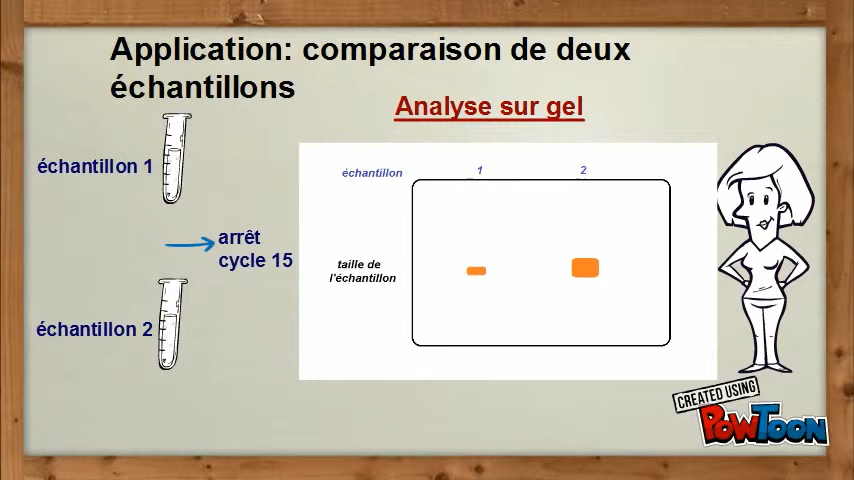 Application: comparaison de deux
échantillons
Analyse sur gel
échantillon 1
échantillon 1 2
arrêt
cycle 15
taille de
l'échantillon
échantillon 2
CREATED USING
POWTOON